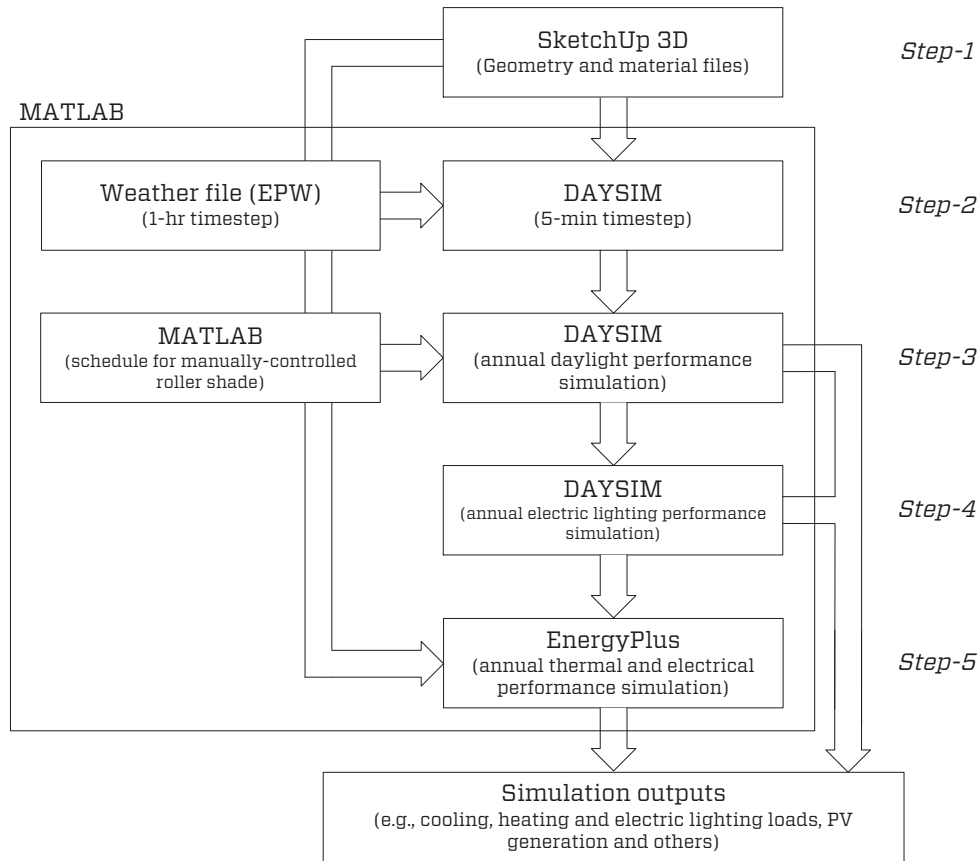 SketchUp 3D
(Geometry and material files)
Step-1
MATLAB
Weather file (EPW)
(1-hr timestep)
DAYSIM
(5-min timestep)
Step-2
MATLAB
(schedule for manually-controlled
roller shade)
DAYSIM
(annual daylight performance
simulation)
Step-3
DAYSIM
(annual electric lighting performance
simulation)
Step-4
EnergyPlus
(annual thermal and electrical
performance simulation)
Step-5
Simulation outputs
(e.g., cooling, heating and electric lighting loads, PV
generation and others)